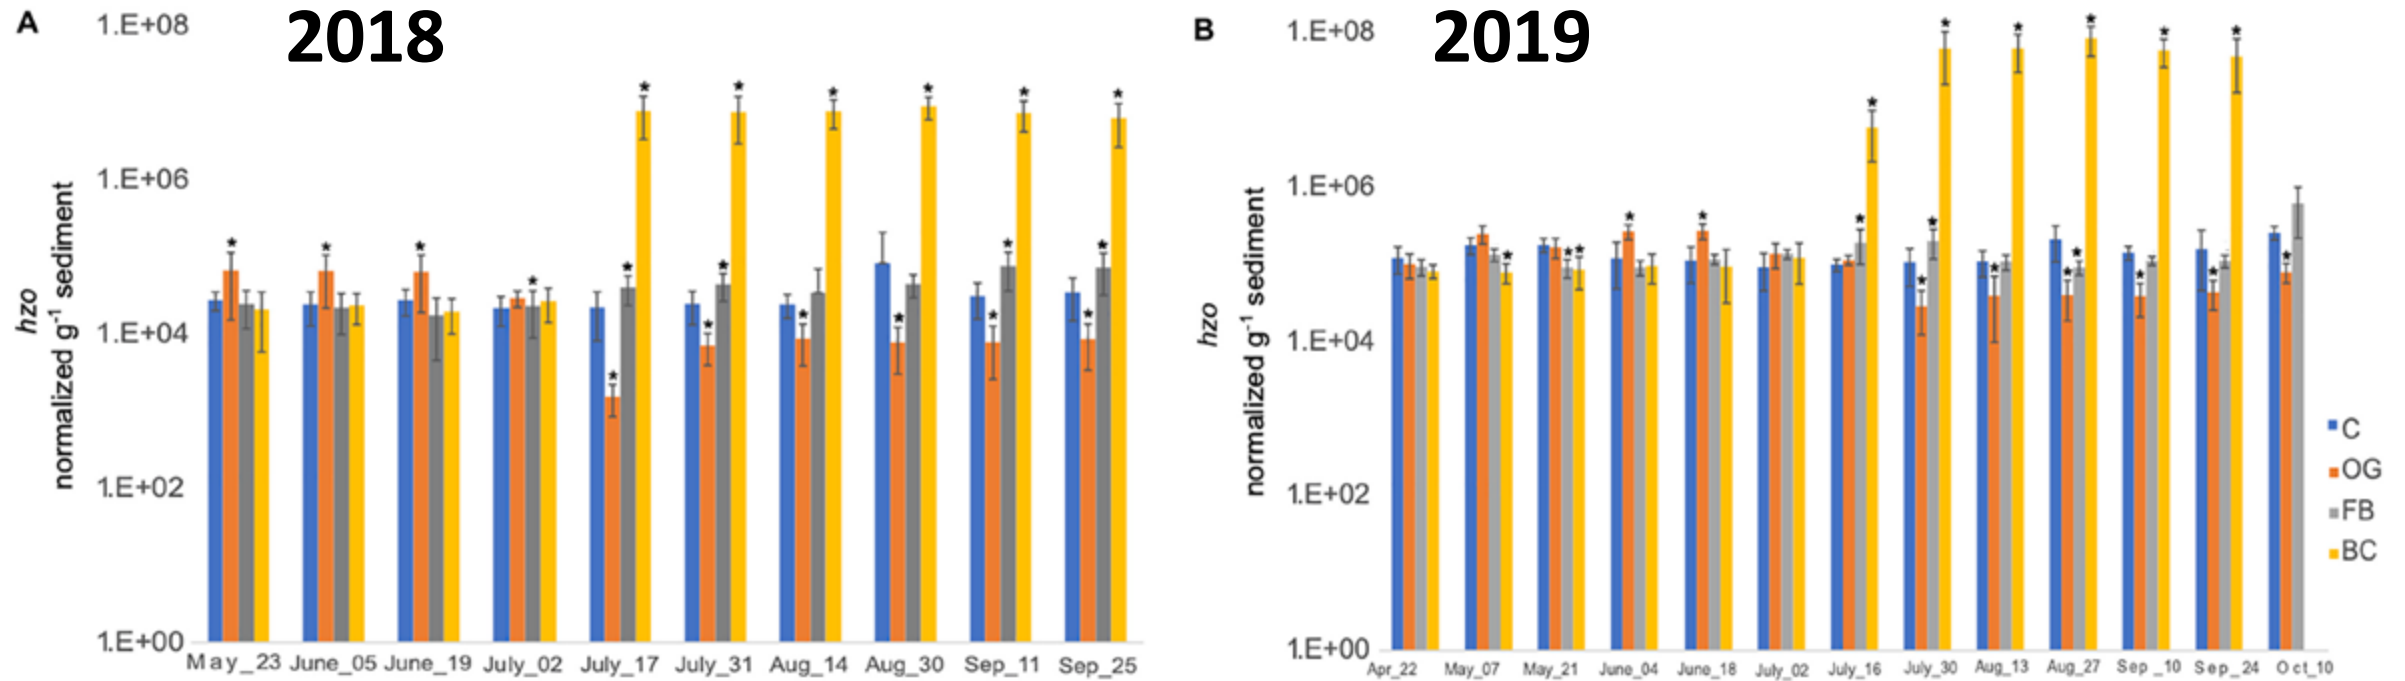 A
2018
1.E+08
1.E+06
1.E+04
1.E+02
1.E+00
hzo
normalized g-1 sediment
May_23 June_05 June_19 July_02 July_17 July_31 Aug_14 Aug_30 Sep_11 Sep_25
* * * * * * * * * * * * * * * * * * * *
B
2019
1.E+08
1.E+06
1.E+04
1.E+02
1.E+00
hzo
normalized g-1 sediment
Apr_22 May_07 May_21 June_04 June_18 July_02 July_16 July_30 Aug_13 Aug_27 Sep_10 Sep_24 Oct_10
* * * * * * * * * * * * * * * * * * * *
C
OG
FB
BC